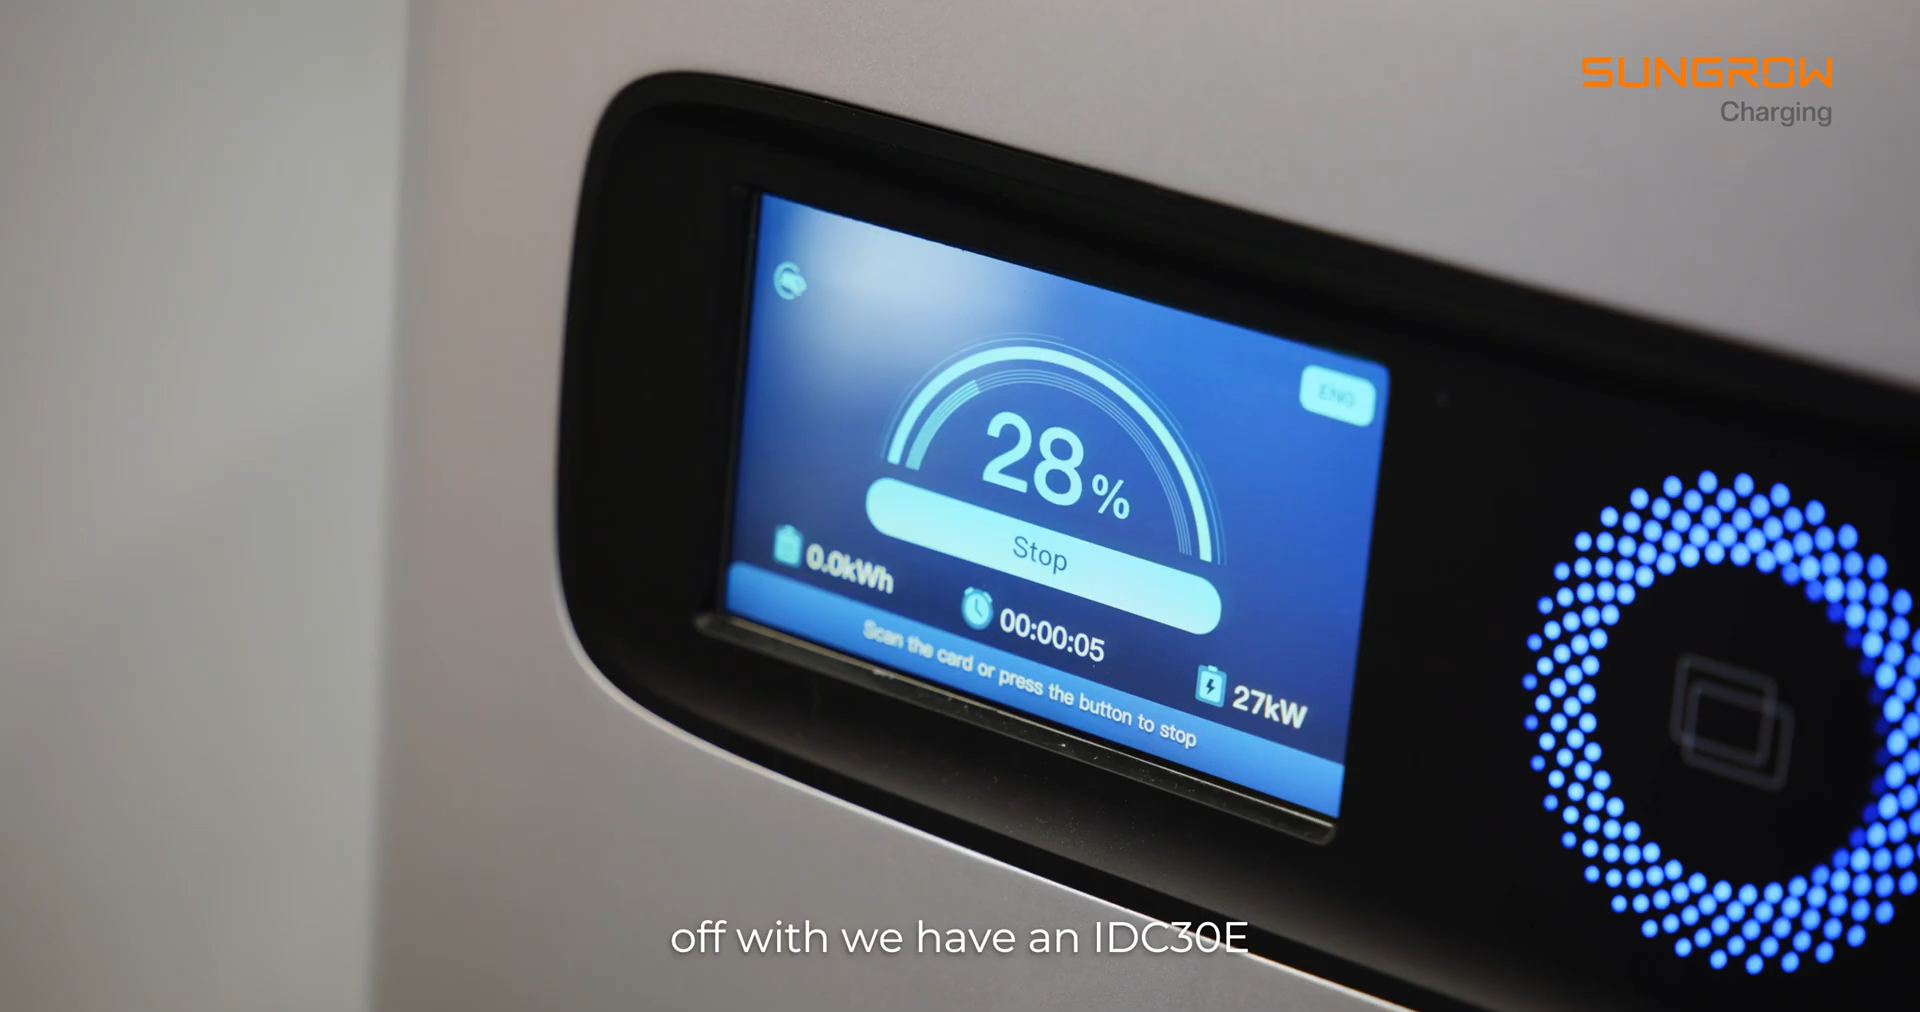 SUNGROW
Charging
ENG
28%
Stop
0.0kWh
00:00:05
27kW
Scan the card or press the button to stop
off with we have an IDC30E